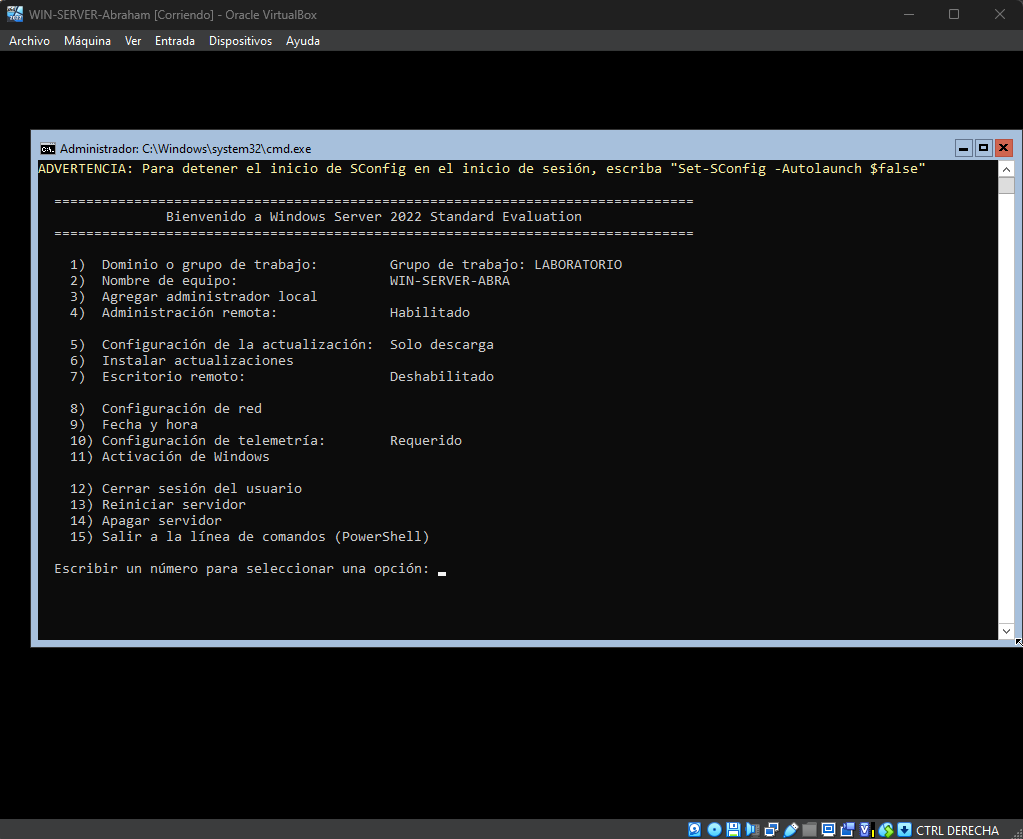 WIN-SERVER-Abraham [Corriendo] - Oracle VirtualBox
Archivo Máquina Ver Entrada Dispositivos Ayuda
Administrador: C:\Windows\system32\cmd.exe
ADVERTENCIA: Para detener el inicio de SConfig en el inicio de sesión, escriba "Set-SConfig -Autolaunch $false"
================================================================================
Bienvenido a Windows Server 2022 Standard Evaluation
================================================================================
1) Dominio o grupo de trabajo: Grupo de trabajo: LABORATORIO
2) Nombre de equipo: WIN-SERVER-ABRA
3) Agregar administrador local
4) Administración remota: Habilitado
5) Configuración de la actualización: Solo descarga
6) Instalar actualizaciones
7) Escritorio remoto: Deshabilitado
8) Configuración de red
9) Fecha y hora
10) Configuración de telemetría: Requerido
11) Activación de Windows
12) Cerrar sesión del usuario
13) Reiniciar servidor
14) Apagar servidor
15) Salir a la línea de comandos (PowerShell)
Escribir un número para seleccionar una opción:
CTRL DERECHA